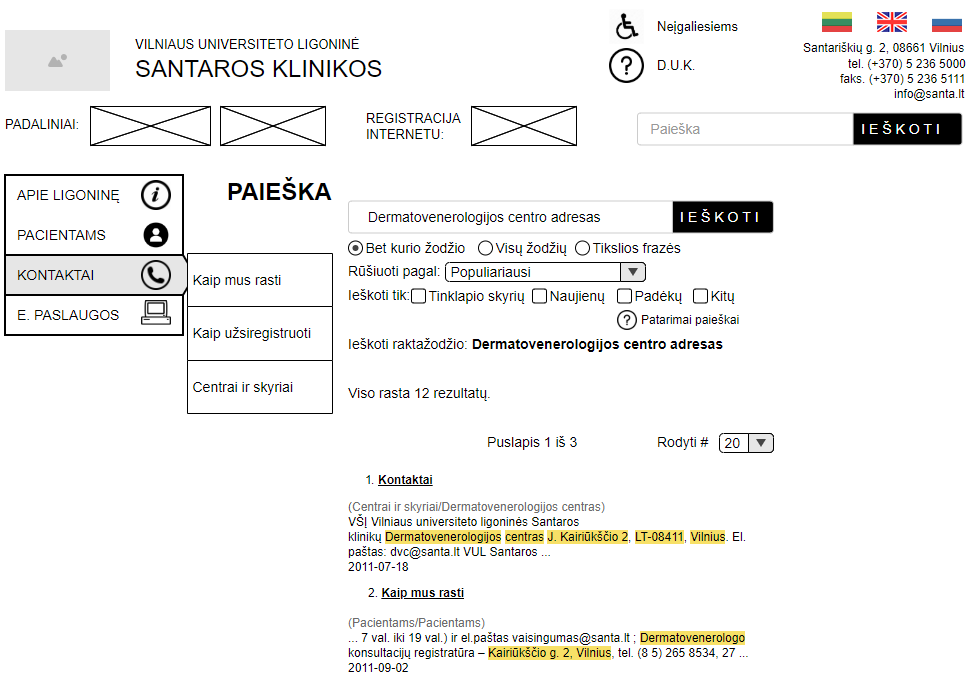 VILNIAUS UNIVERSITETO LIGONINĖ
SANTAROS KLINIKOS
Neįgaliesiems
? D.U.K.
Santariškių g. 2, 08661 Vilnius
tel. (+370) 5 236 5000
faks. (+370) 5 236 5111
info@santa.lt
PADALINIAI:
REGISTRACIJA
INTERNETU:
Paieška
IEŠKOTI
APIE LIGONINĘ i
PACIENTAMS
KONTAKTAI
E. PASLAUGOS
Kaip mus rasti
Kaip užsiregistruoti
Centrai ir skyriai
PAIEŠKA
Dermatovenerologijos centro adresas
IEŠKOTI
Bet kurio žodžio Visų žodžių Tikslios frazės
Rūšiuoti pagal: Populiariausi
Ieškoti tik: Tinklapio skyrių Naujienų Padėkų Kitų
? Patarimai paieškai
Ieškoti raktažodžio: Dermatovenerologijos centro adresas
Viso rasta 12 rezultatų.
Puslapis 1 iš 3 Rodyti # 20
1. Kontaktai
(Centrai ir skyriai/Dermatovenerologijos centras)
VŠĮ Vilniaus universiteto ligoninės Santaros
klinikų Dermatovenerologijos centras J. Kairiūkščio 2, LT-08411, Vilnius. El.
paštas: dvc@santa.lt VUL Santaros ...
2011-07-18
2. Kaip mus rasti
(Pacientams/Pacientams)
... 7 val. iki 19 val.) ir el.paštas vaisingumas@santa.lt ; Dermatovenerologo
konsultacijų registratūra – Kairiūkščio g. 2, Vilnius, tel. (8 5) 265 8534, 27 ...
2011-09-02